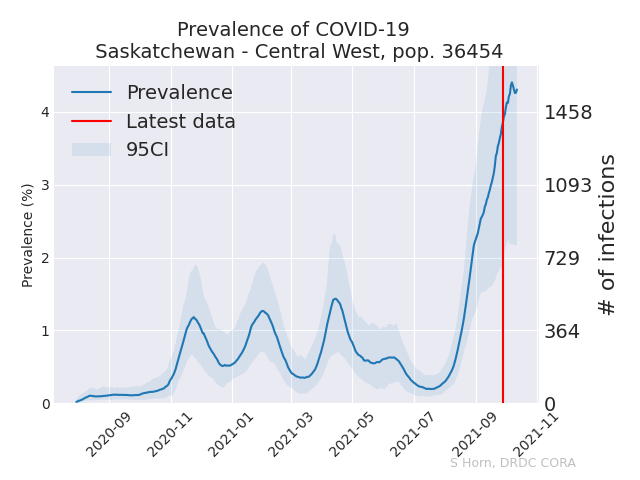 Prevalence of COVID-19
Saskatchewan - Central West, pop. 36454
Prevalence
Latest data
95CI
Prevalence (%)
4
3
2
1
0
# of infections
1458
1093
729
364
0
2020-09
2020-11
2021-01
2021-03
2021-05
2021-07
2021-09
2021-11
S Horn, DRDC CORA